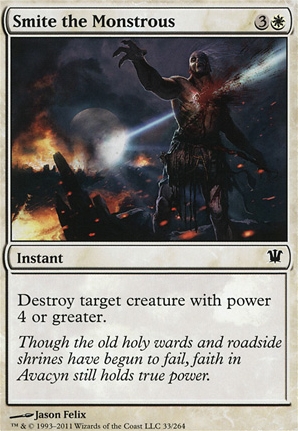 Smite the Monstrous 3
Instant
Destroy target creature with power
4 or greater.
Though the old holy wards and roadside
shrines have begun to fail, faith in
Avacyn still holds true power.
Jason Felix
™ & © 1993–2011 Wizards of the Coast LLC 33/264